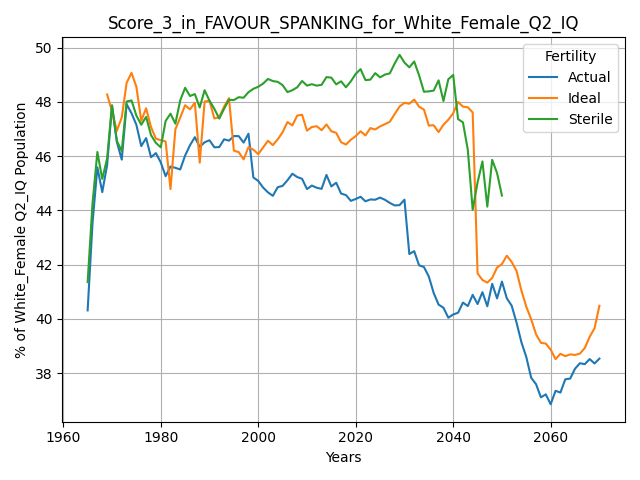 Score_3_in_FAVOUR_SPANKING_for_White_Female_Q2_IQ
Fertility
Actual
Ideal
Sterile
% of White_Female Q2_IQ Population
50
48
46
44
42
40
38
1960 1980 2000 2020 2040 2060
Years